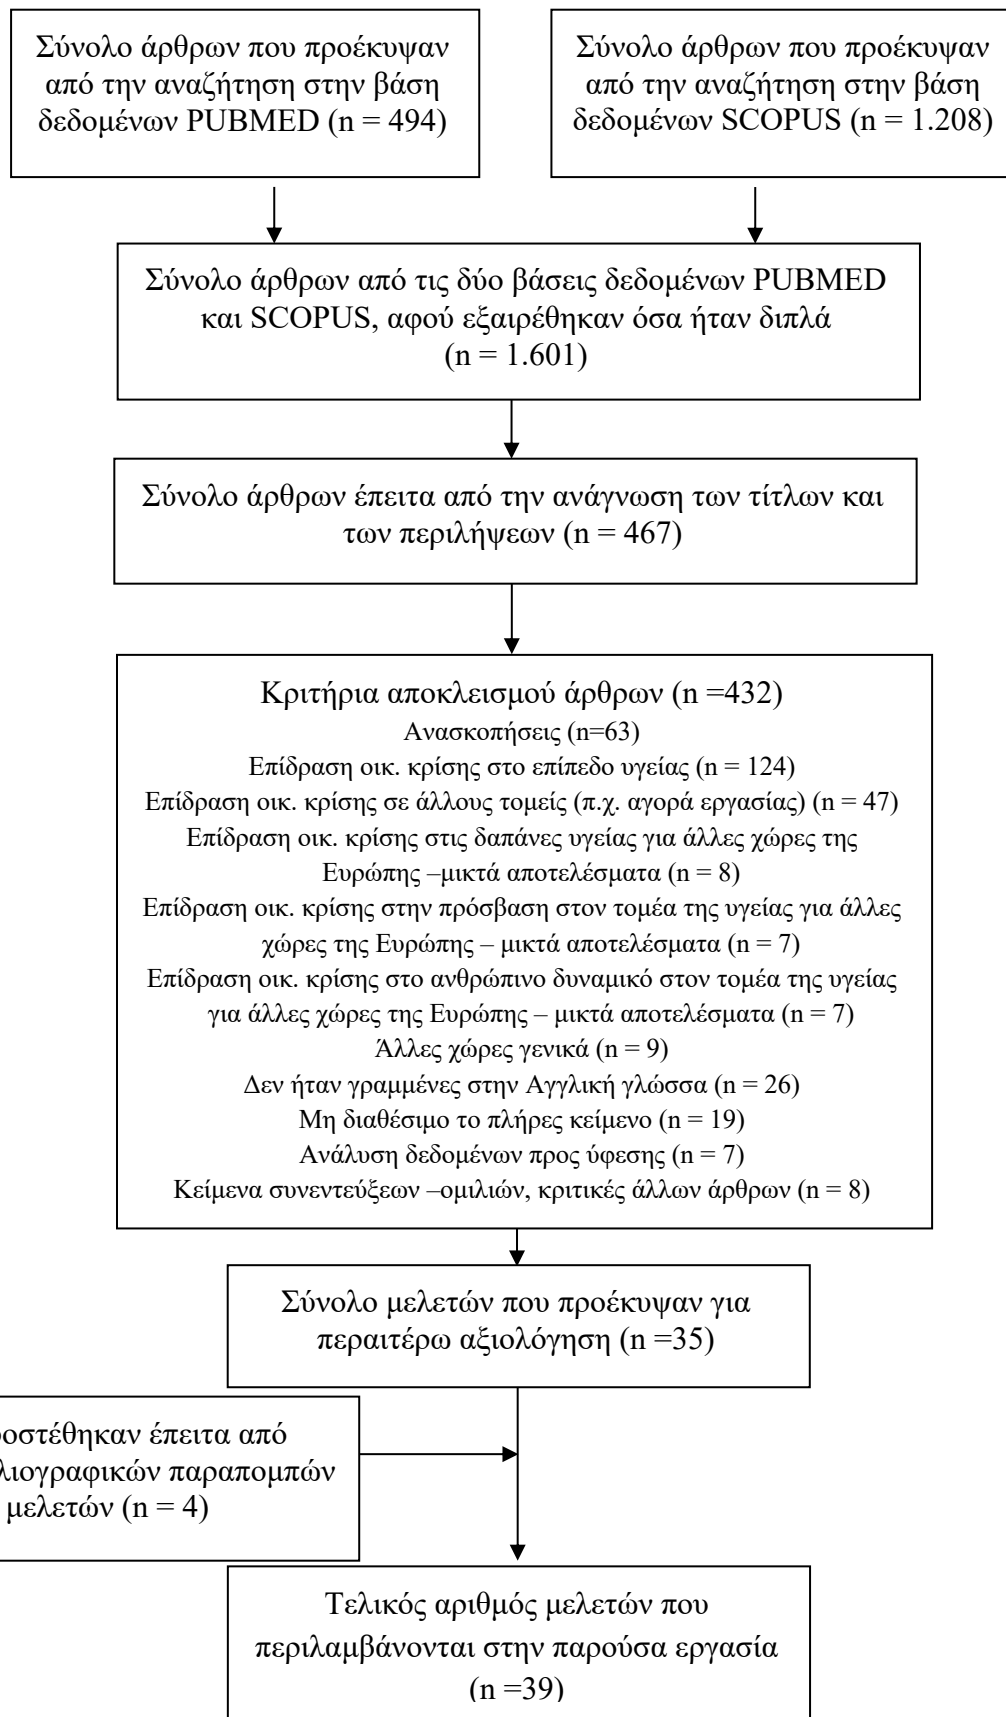 Σύνολο άρθρων που προέκυψαν
από την αναζήτηση στην βάση
δεδομένων PUBMED (n = 494)
Σύνολο άρθρων που προέκυψαν
από την αναζήτηση στην βάση
δεδομένων SCOPUS (n = 1.208)
Σύνολο άρθρων από τις δύο βάσεις δεδομένων PUBMED
και SCOPUS, αφού εξαιρέθηκαν όσα ήταν διπλά
(n = 1.601)
Σύνολο άρθρων έπειτα από την ανάγνωση των τίτλων και
των περιλήψεων (n = 467)
Κριτήρια αποκλεισμού άρθρων (n =432)
Ανασκοπήσεις (n=63)
Επίδραση οικ. κρίσης στο επίπεδο υγείας (n = 124)
Επίδραση οικ. κρίσης σε άλλους τομείς (π.χ. αγορά εργασίας) (n = 47)
Επίδραση οικ. κρίσης στις δαπάνες υγείας για άλλες χώρες της
Ευρώπης –μικτά αποτελέσματα (n = 8)
Επίδραση οικ. κρίσης στην πρόσβαση στον τομέα της υγείας για άλλες
χώρες της Ευρώπης – μικτά αποτελέσματα (n = 7)
Επίδραση οικ. κρίσης στο ανθρώπινο δυναμικό στον τομέα της υγείας
για άλλες χώρες της Ευρώπης – μικτά αποτελέσματα (n = 7)
Άλλες χώρες γενικά (n = 9)
Δεν ήταν γραμμένες στην Αγγλική γλώσσα (n = 26)
Μη διαθέσιμο το πλήρες κείμενο (n = 19)
Ανάλυση δεδομένων προς ύφεσης (n = 7)
Κείμενα συνεντεύξεων –ομιλιών, κριτικές άλλων άρθρων (n = 8)
Σύνολο μελετών που προέκυψαν για
περαιτέρω αξιολόγηση (n =35)
έπειτα από
παραπομπών
μελετών (n = 4)
Τελικός αριθμός μελετών που
περιλαμβάνονται στην παρούσα εργασία
(n =39)